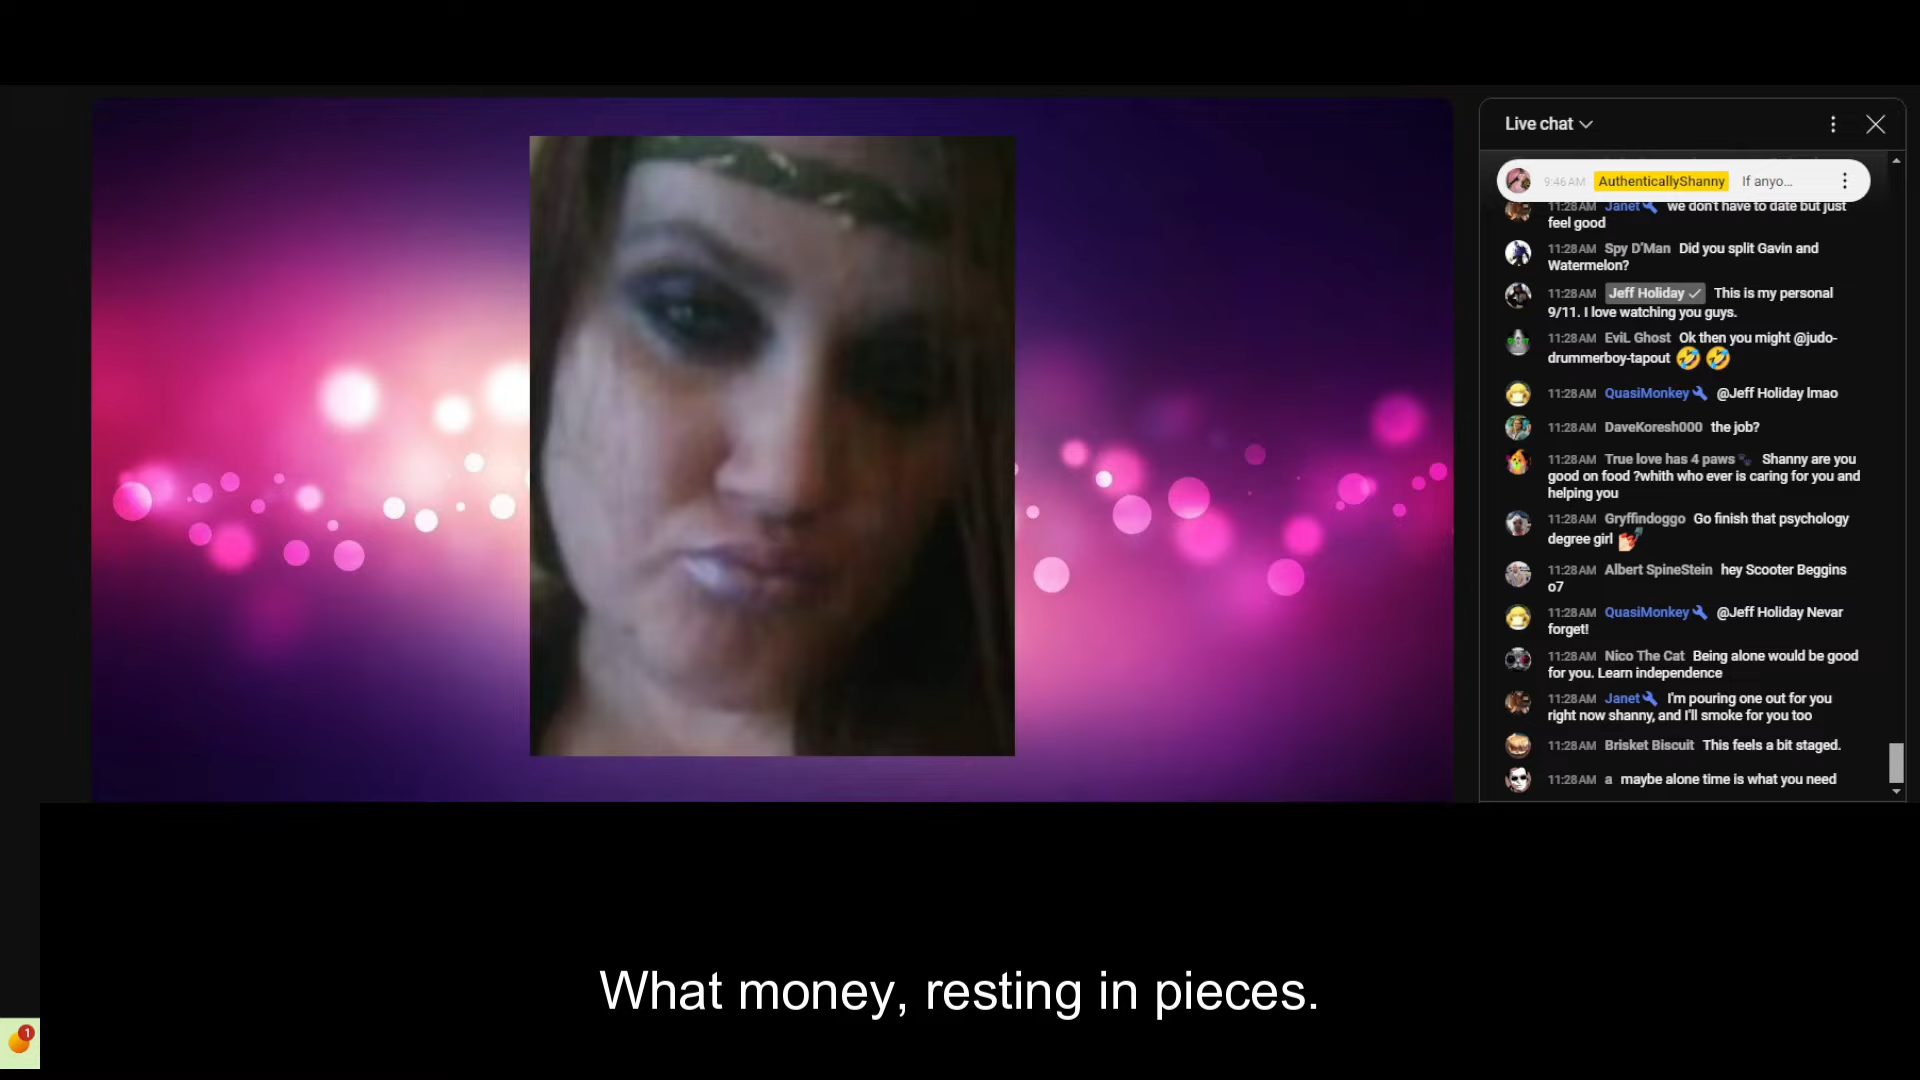 Live chat
9:46 AM AuthenticallyShanny If anyo...
11:28 AM Janet we don't have to date but just
feel good
11:28 AM Spy D'Man Did you split Gavin and
Watermelon?
11:28 AM Jeff Holiday This is my personal
9/11. I love watching you guys.
11:28 AM EviL Ghost Ok then you might @judo-
drummerboy-tapout 🤣 🤣
11:28 AM QuasiMonkey @Jeff Holiday lmao
11:28 AM DaveKoresh000 the job?
11:28 AM True love has 4 paws🐾 Shanny are you
good on food ?whith who ever is caring for you and
helping you
11:28 AM Gryffindoggo Go finish that psychology
degree girl 💅
11:28 AM Albert SpineStein hey Scooter Beggins
o7
11:28 AM QuasiMonkey @Jeff Holiday Nevar
forget!
11:28 AM Nico The Cat Being alone would be good
for you. Learn independence
11:28 AM Janet I'm pouring one out for you
right now shanny, and I'll smoke for you too
11:28 AM Brisket Biscuit This feels a bit staged.
11:28 AM a maybe alone time is what you need
What money, resting in pieces.
1